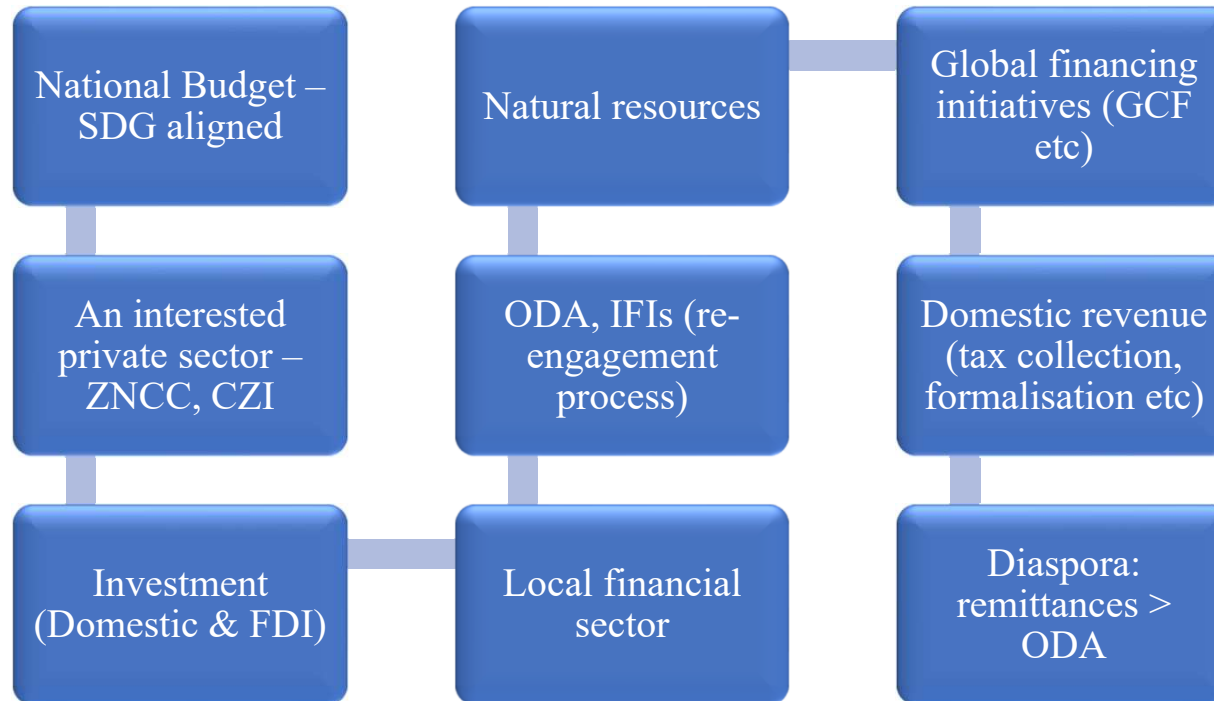 National Budget –
SDG aligned
An interested
private sector –
ZNCC, CZI
Investment
(Domestic & FDI)
Local financial
sector
ODA, IFIs (re-
engagement
process)
Natural resources
Global financing
initiatives (GCF
etc)
Domestic revenue
(tax collection,
formalisation etc)
Diaspora:
remittances >
ODA